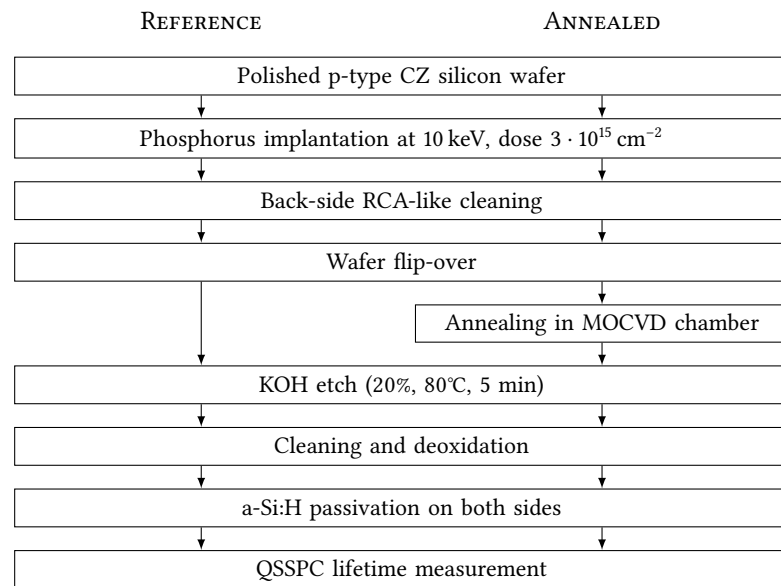 REFERENCE ANNEALED
Polished p-type CZ silicon wafer
Phosphorus implantation at 10 keV, dose 3 · 10¹⁵ cm⁻²
Back-side RCA-like cleaning
Wafer flip-over
Annealing in MOCVD chamber
KOH etch (20%, 80℃, 5 min)
Cleaning and deoxidation
a-Si:H passivation on both sides
QSSPC lifetime measurement